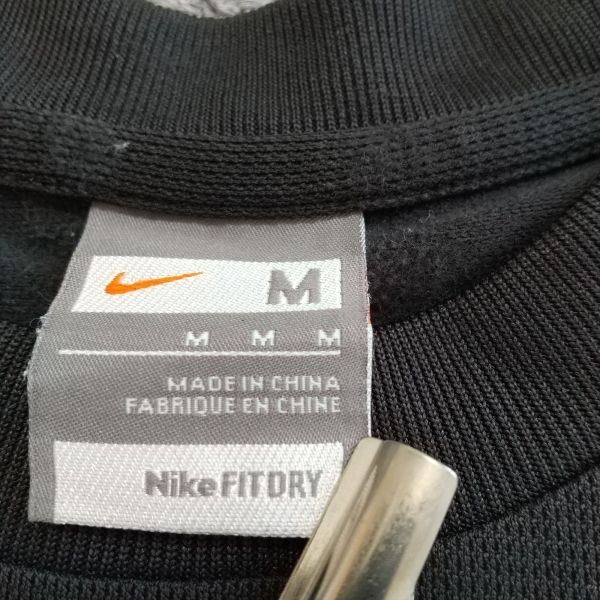 M
M M M
MADE IN CHINA
FABRIQUE EN CHINE
Nike FIT DRY